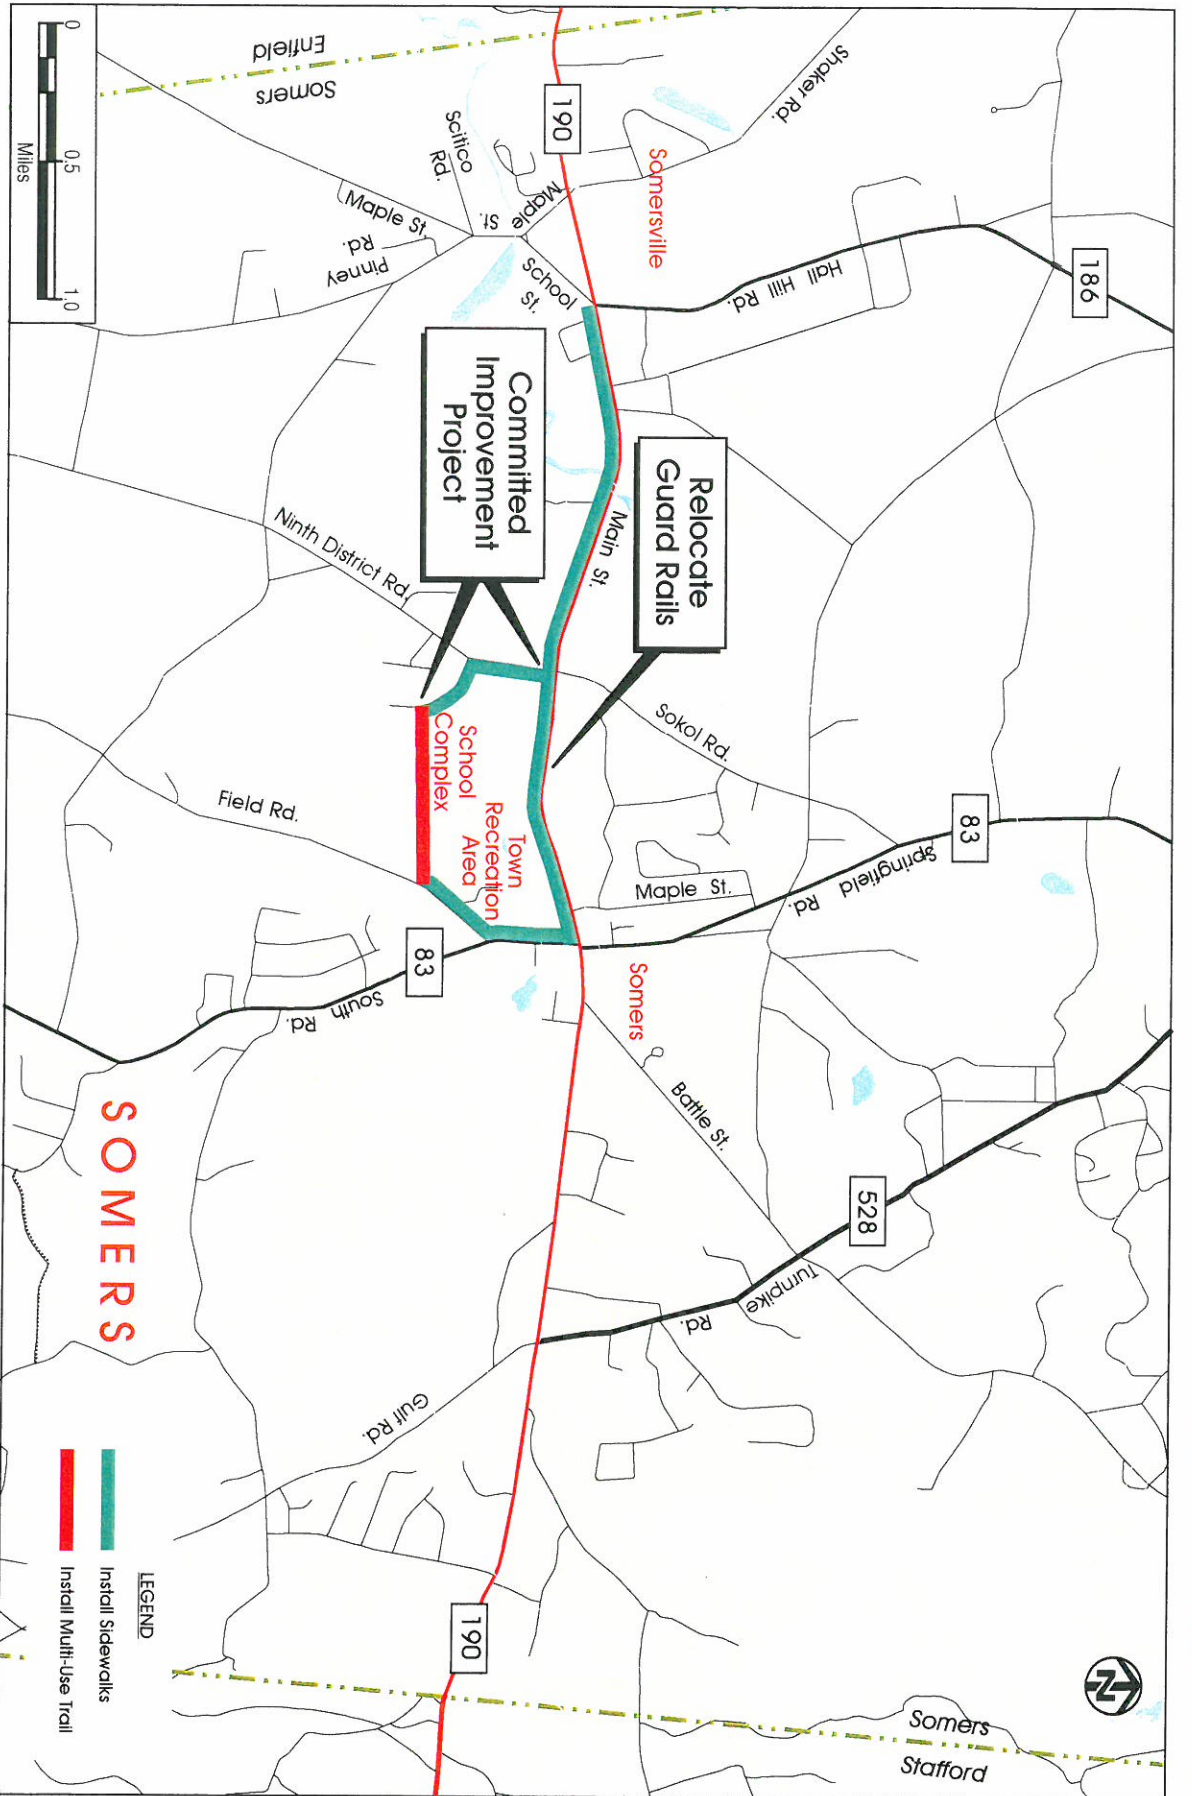 Enfield
Somers
0
0.5
1.0
Miles
190
Somersville
Shaker Rd.
186
Hall Hill Rd.
Scitico
Rd.
Maple
St.
Maple St.
Pinney
Rd.
School
St.
Committed
Improvement
Project
Relocate
Guard Rails
Main St.
Ninth District Rd.
Sokol Rd.
School
Complex
Town
Recreation
Area
Field Rd.
83
Springfield
Rd.
Maple St.
83
South
Rd.
Somers
Battle St.
528
Turnpike
Rd.
Gulf Rd.
SOMERS
190
Somers
Stafford
N
LEGEND
Install Sidewalks
Install Multi-Use Trail